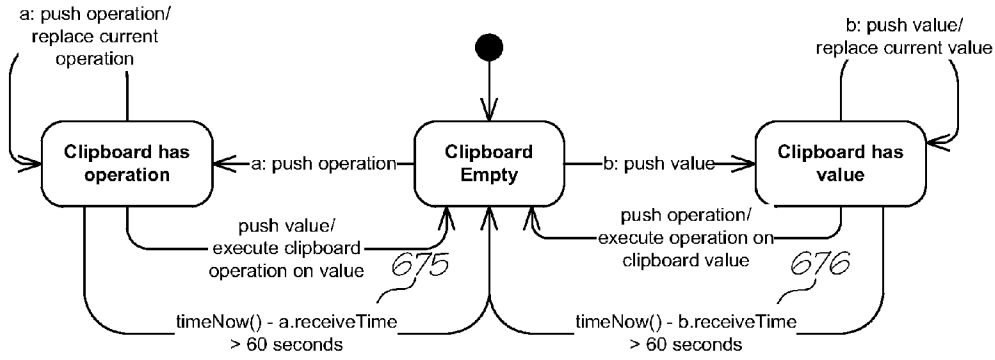 a: push operation/
replace current
operation
b: push value/
replace current value
Clipboard has
operation
a: push operation
Clipboard
Empty
b: push value
Clipboard has
value
push value/
execute clipboard
operation on value
675
push operation/
execute operation on
clipboard value
676
timeNow() - a.receiveTime
> 60 seconds
timeNow() - b.receiveTime
> 60 seconds